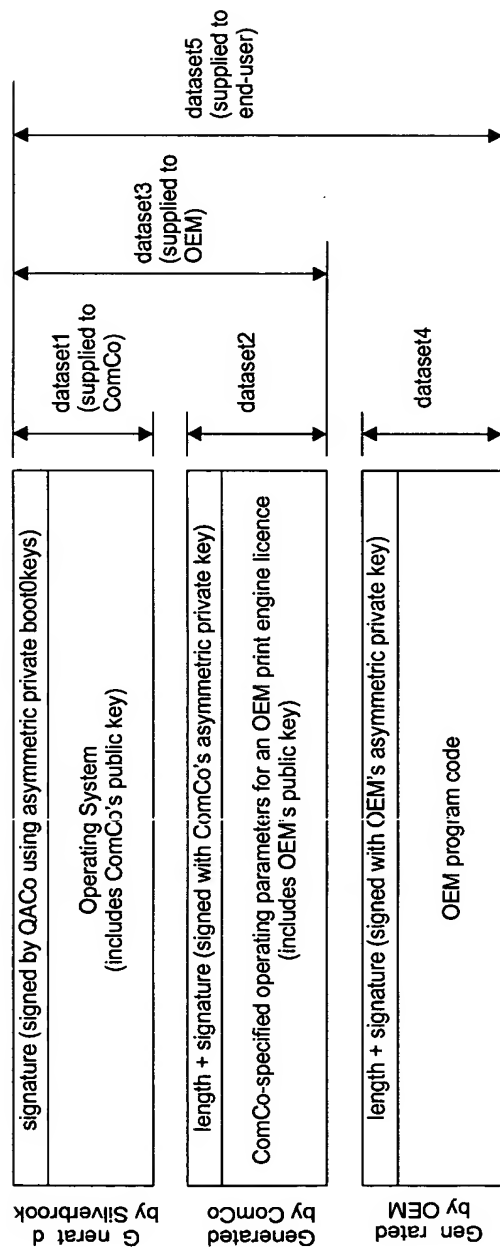 G nerat d
by Silverbrook
signature (signed by QACo using asymmetric private boot0keys)
Operating System
(includes ComCo's public key)
dataset1
(supplied to
ComCo)
Generated
by ComCo
length + signature (signed with ComCo's asymmetric private key)
ComCo-specified operating parameters for an OEM print engine licence
(includes OEM's public key)
dataset2
dataset3
(supplied to
OEM)
Gen rated
by OEM
length + signature (signed with OEM's asymmetric private key)
OEM program code
dataset4
dataset5
(supplied to
end-user)